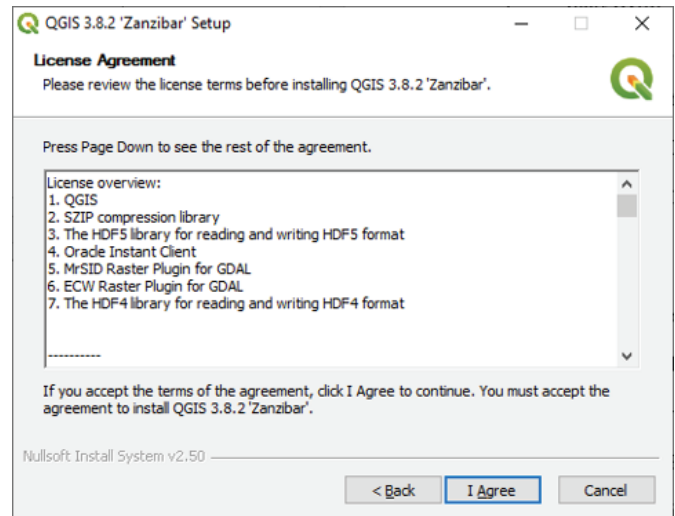 QGIS 3.8.2 'Zanzibar' Setup
License Agreement
Please review the license terms before installing QGIS 3.8.2 'Zanzibar'.
Press Page Down to see the rest of the agreement.
License overview:
1. QGIS
2. SZIP compression library
3. The HDF5 library for reading and writing HDF5 format
4. Oracle Instant Client
5. MrSID Raster Plugin for GDAL
6. ECW Raster Plugin for GDAL
7. The HDF4 library for reading and writing HDF4 format
----------
If you accept the terms of the agreement, click I Agree to continue. You must accept the
agreement to install QGIS 3.8.2 'Zanzibar'.
Nullsoft Install System v2.50
< Back I Agree Cancel